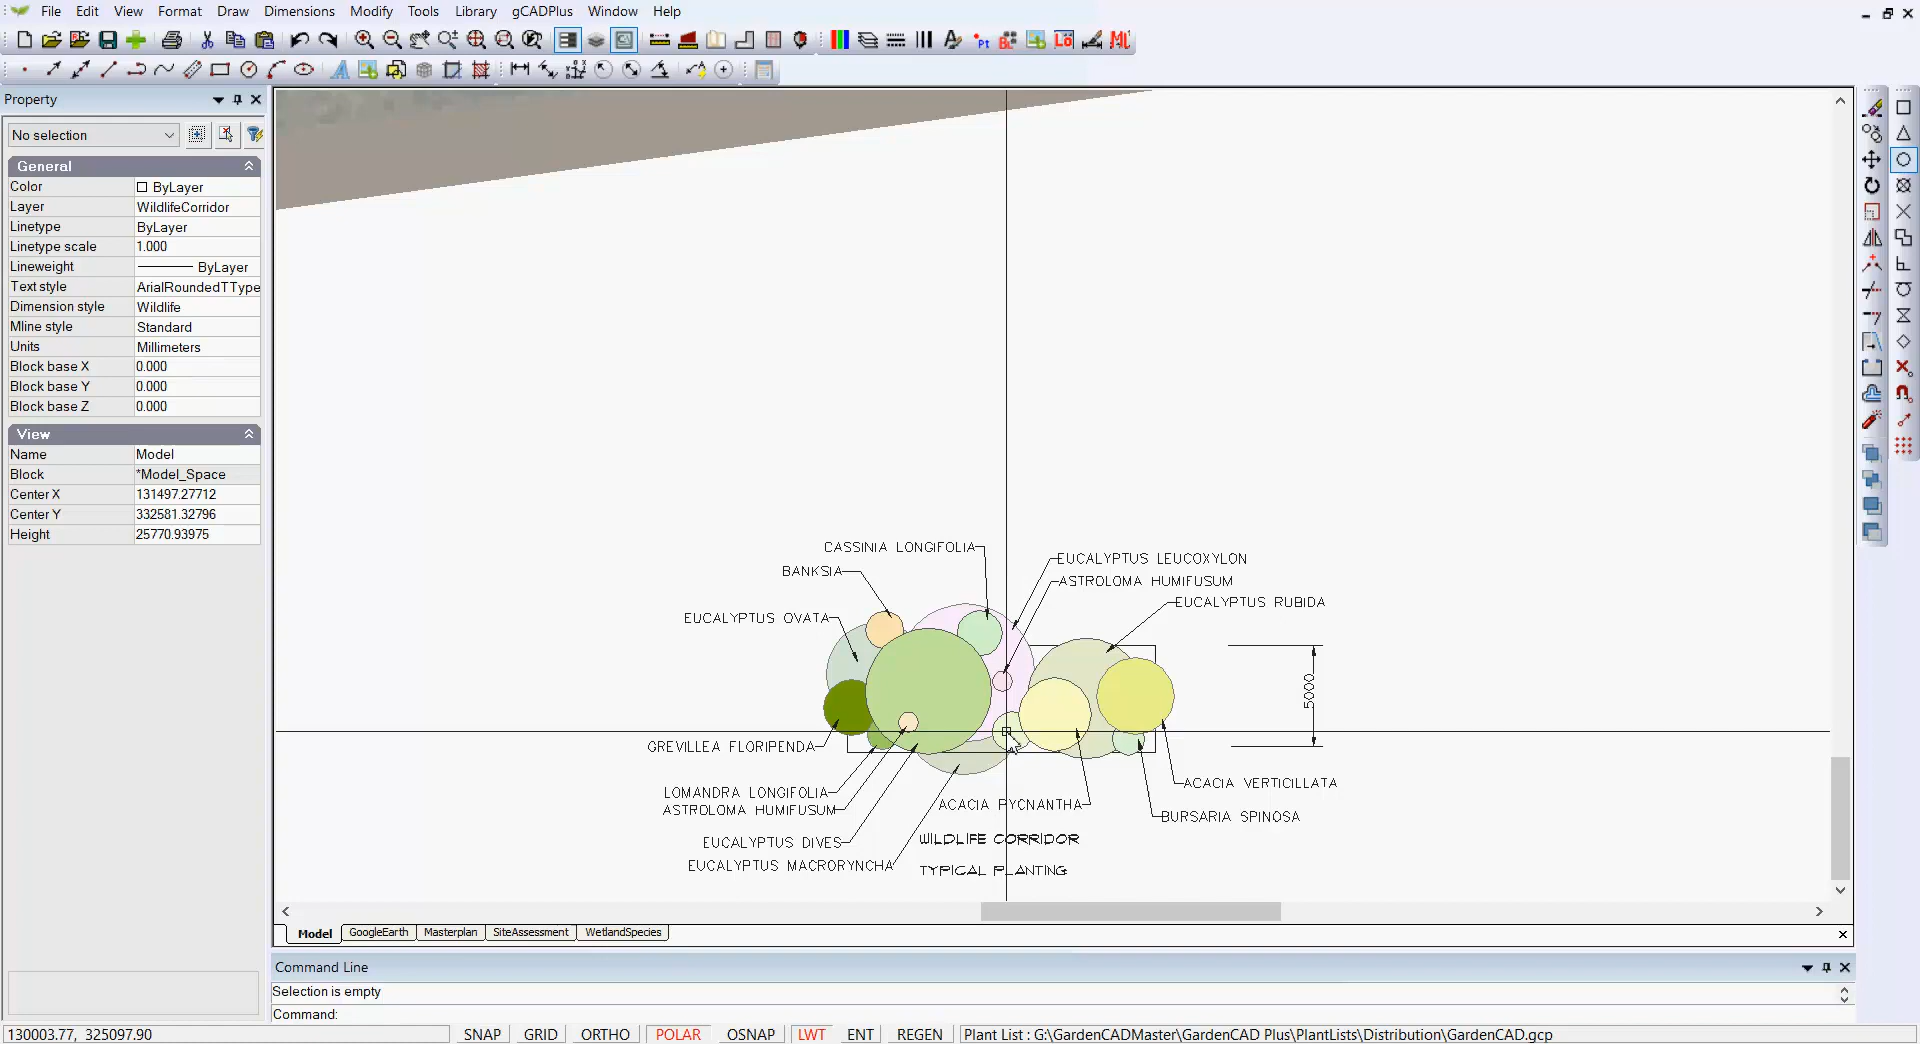 File Edit View Format Draw Dimensions Modify Tools Library gCADPlus Window Help
Pt
Property
No selection
General
Color ByLayer
Layer WildlifeCorridor
Linetype ByLayer
Linetype scale 1.000
Lineweight ByLayer
Text style ArialRoundedTType
Dimension style Wildlife
Mline style Standard
Units Millimeters
Block base X 0.000
Block base Y 0.000
Block base Z 0.000
View
Name Model
Block *Model_Space
Center X 131497.27712
Center Y 332581.32796
Height 25770.93975
CASSINIA LONGIFOLIA
EUCALYPTUS LEUCOXYLON
BANKSIA
ASTROLOMA HUMIFUSUM
EUCALYPTUS RUBIDA
EUCALYPTUS OVATA
5000
GREVILLEA FLORIPENDA
ACACIA VERTICILLATA
LOMANDRA LONGIFOLIA
ASTROLOMA HUMIFUSUM
ACACIA PYCNANTHA
BURSARIA SPINOSA
EUCALYPTUS DIVES
WILDLIFE CORRIDOR
EUCALYPTUS MACRORYNCHA
TYPICAL PLANTING
Model GoogleEarth Masterplan SiteAssessment WetlandSpecies
Command Line
Selection is empty
Command:
130003.77, 325097.90 SNAP GRID ORTHO POLAR OSNAP LWT ENT REGEN Plant List : G:\GardenCADMaster\GardenCAD Plus\PlantLists\Distribution\GardenCAD.gcp